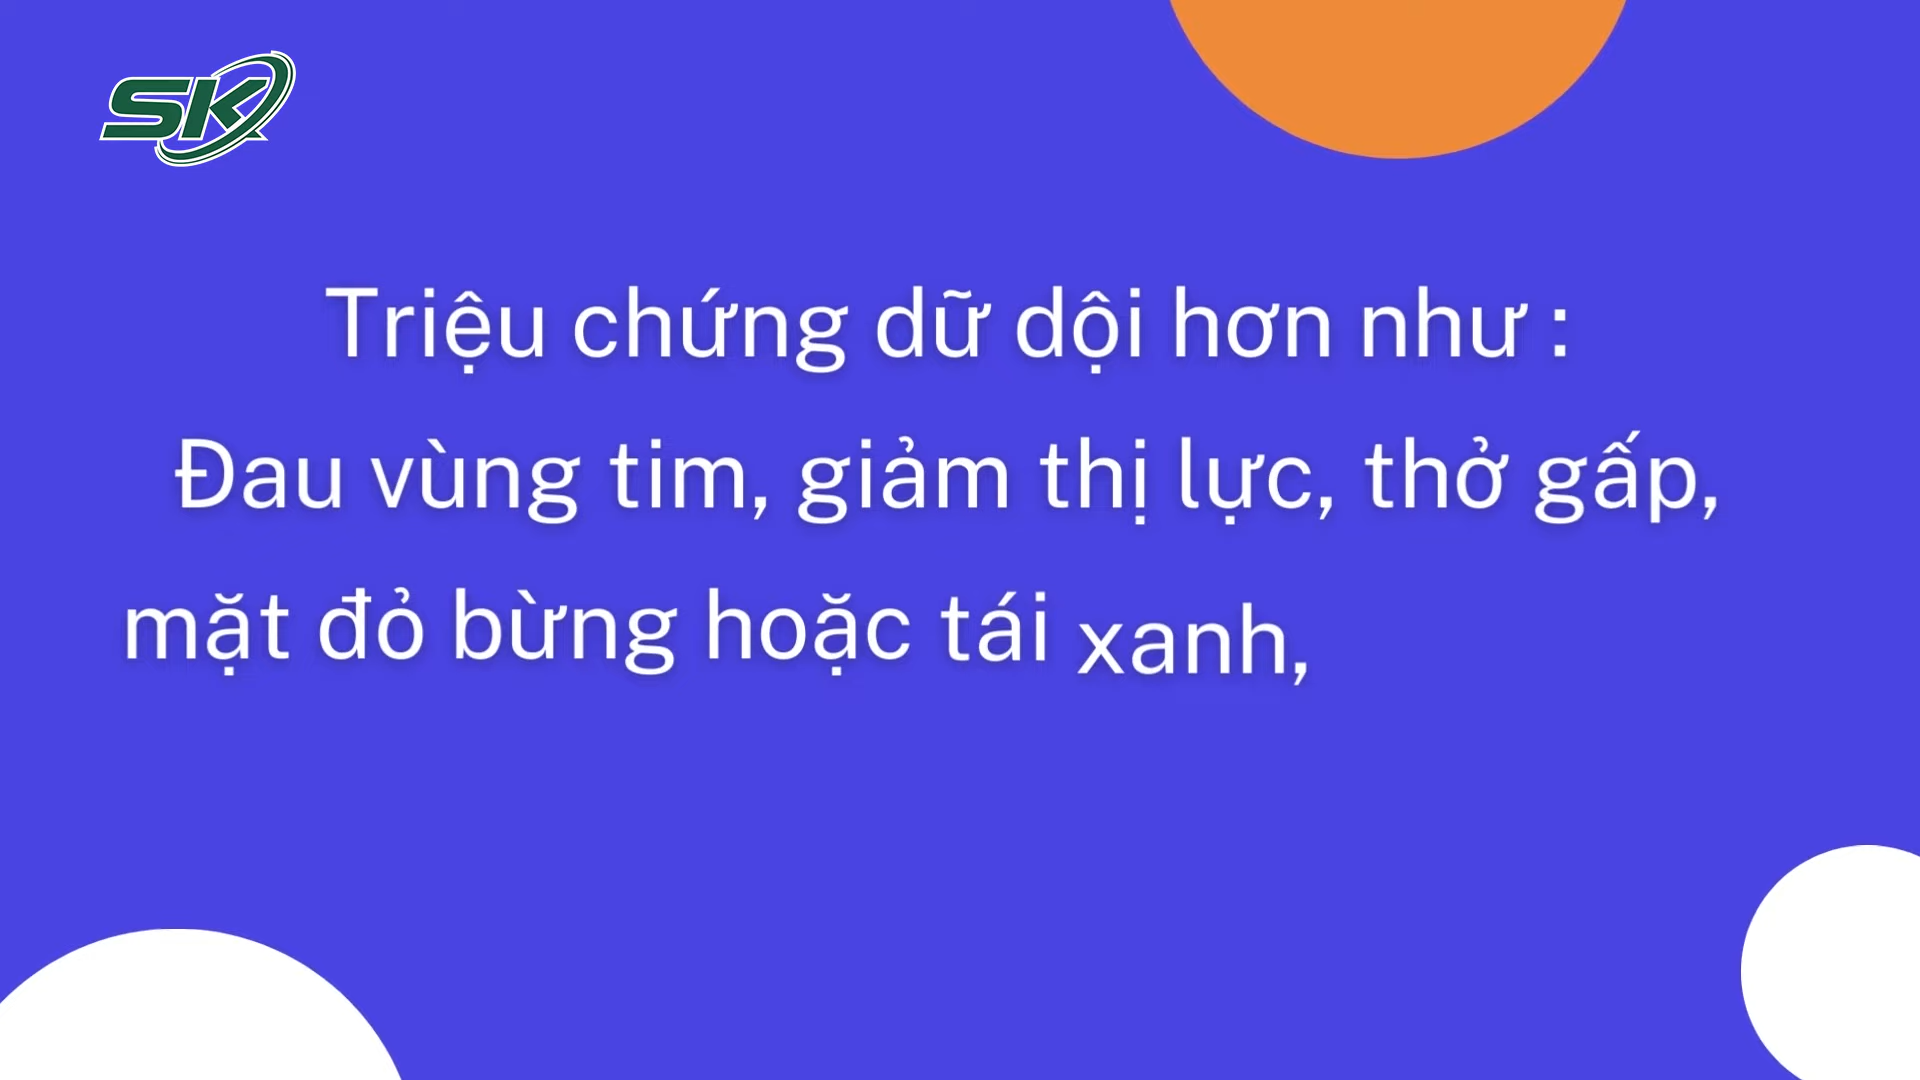 SK
Triệu chứng dữ dội hơn như :
Đau vùng tim, giảm thị lực, thở gấp,
mặt đỏ bừng hoặc tái xanh,